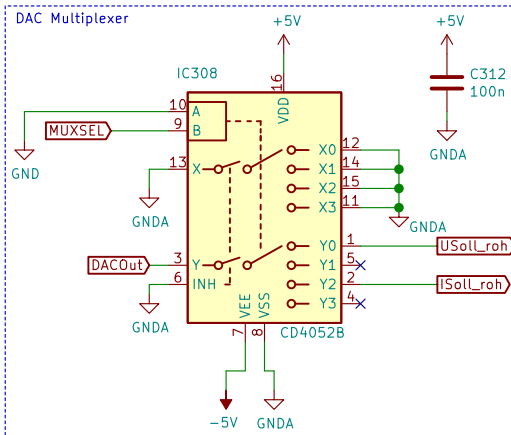 DAC Multiplexer
+5V
+5V
IC308
16
VDD
C312
100n
GNDA
10 A
MUXSEL 9 B
GND
X0 12
13 X
X1 14
X2 15
X3 11
GNDA
GNDA
Y0 1 USoll_roh
DACOut 3 Y
Y1 5
6 INH
Y2 2 ISoll_roh
Y3 4
GNDA
VEE
VSS
CD4052B
7
8
-5V
GNDA